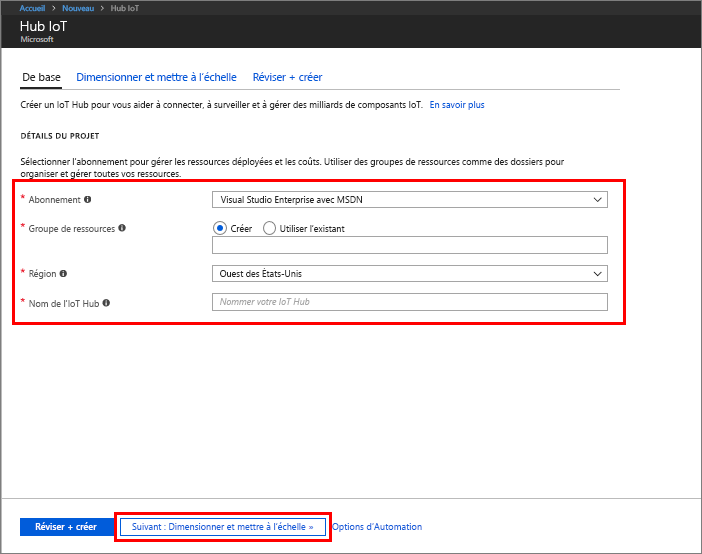 Accueil > Nouveau > Hub IoT
Hub IoT
Microsoft
De base Dimensionner et mettre à l'échelle Réviser + créer
Créer un IoT Hub pour vous aider à connecter, à surveiller et à gérer des milliards de composants IoT. En savoir plus
DÉTAILS DU PROJET
Sélectionner l'abonnement pour gérer les ressources déployées et les coûts. Utiliser des groupes de ressources comme des dossiers pour
organiser et gérer toutes vos ressources.
* Abonnement Visual Studio Enterprise avec MSDN
* Groupe de ressources Créer Utiliser l'existant
* Région Ouest des États-Unis
* Nom de l'IoT Hub Nommer votre IoT Hub
Réviser + créer Suivant : Dimensionner et mettre à l'échelle » Options d'Automation